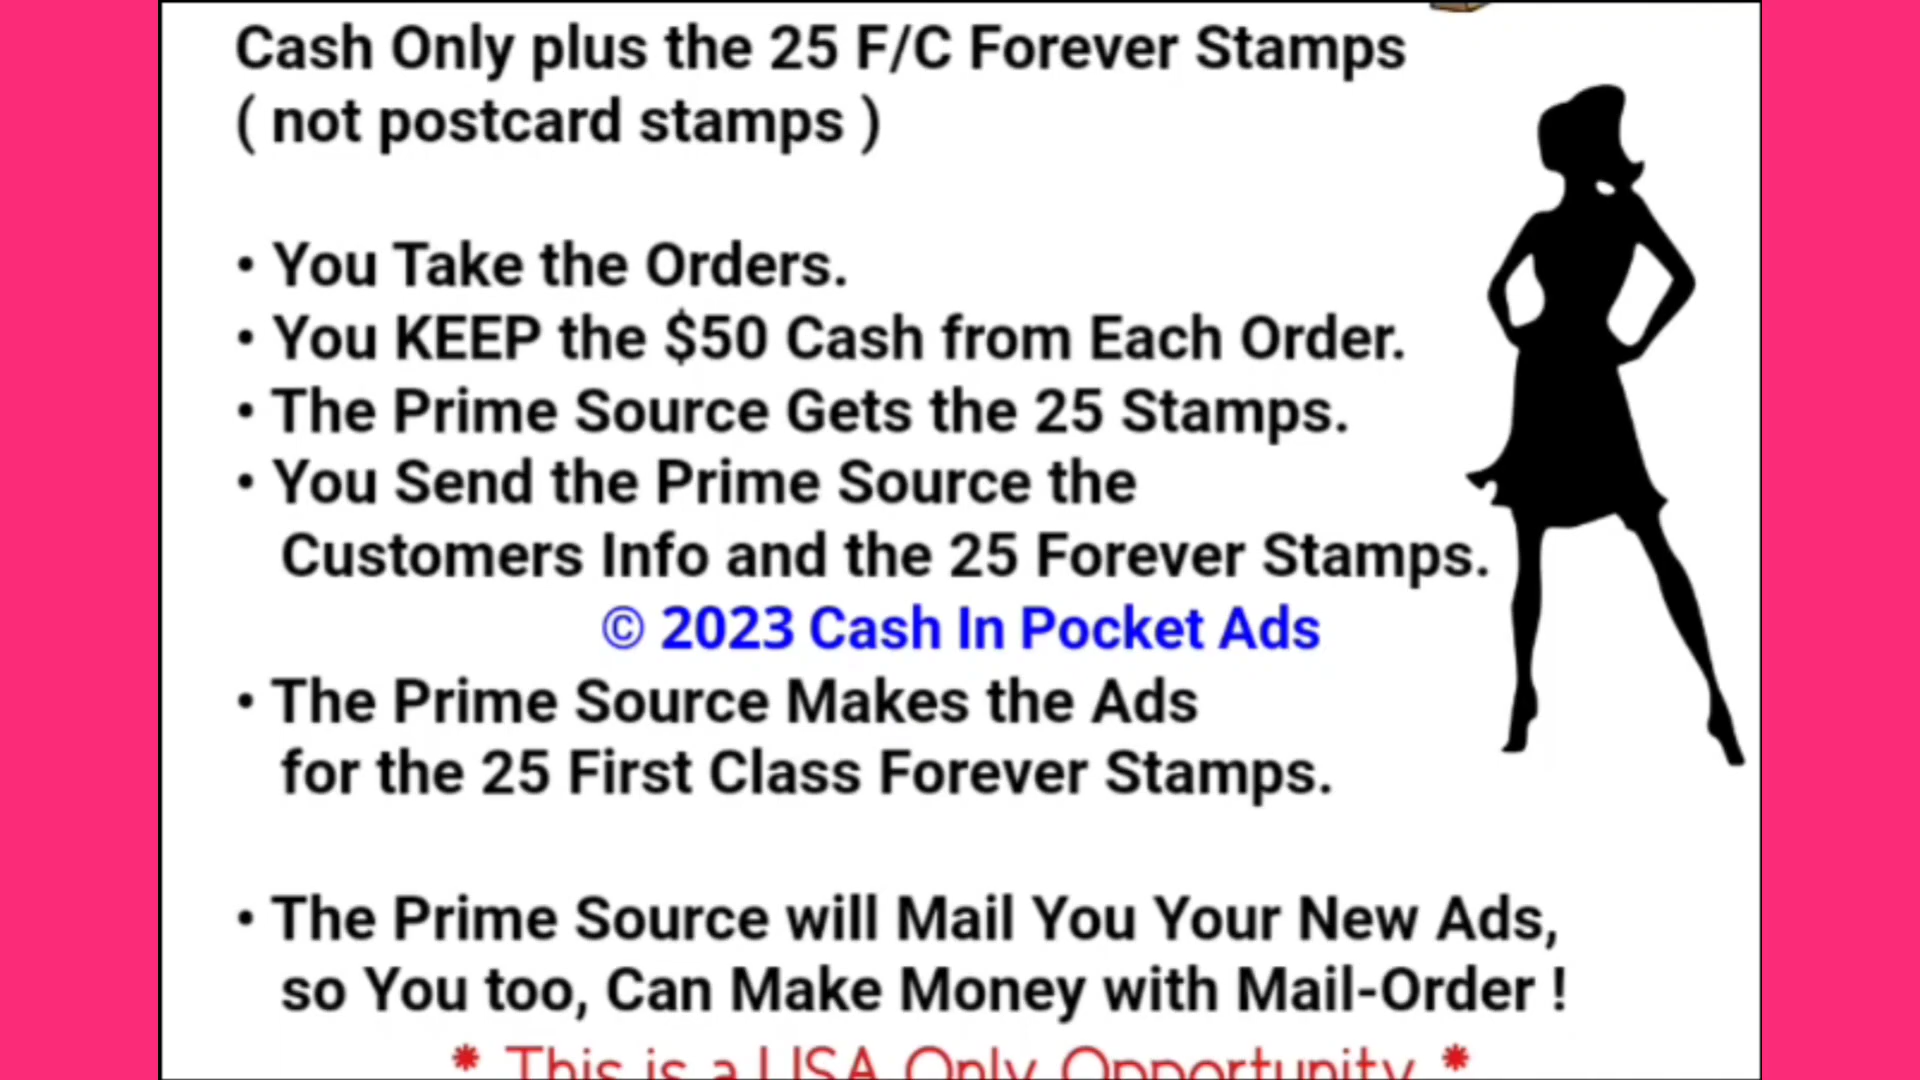 Cash Only plus the 25 F/C Forever Stamps
( not postcard stamps )
• You Take the Orders.
• You KEEP the $50 Cash from Each Order.
• The Prime Source Gets the 25 Stamps.
• You Send the Prime Source the
Customers Info and the 25 Forever Stamps.
© 2023 Cash In Pocket Ads
• The Prime Source Makes the Ads
for the 25 First Class Forever Stamps.
• The Prime Source will Mail You Your New Ads,
so You too, Can Make Money with Mail-Order !
* This is a USA Only Opportunity *